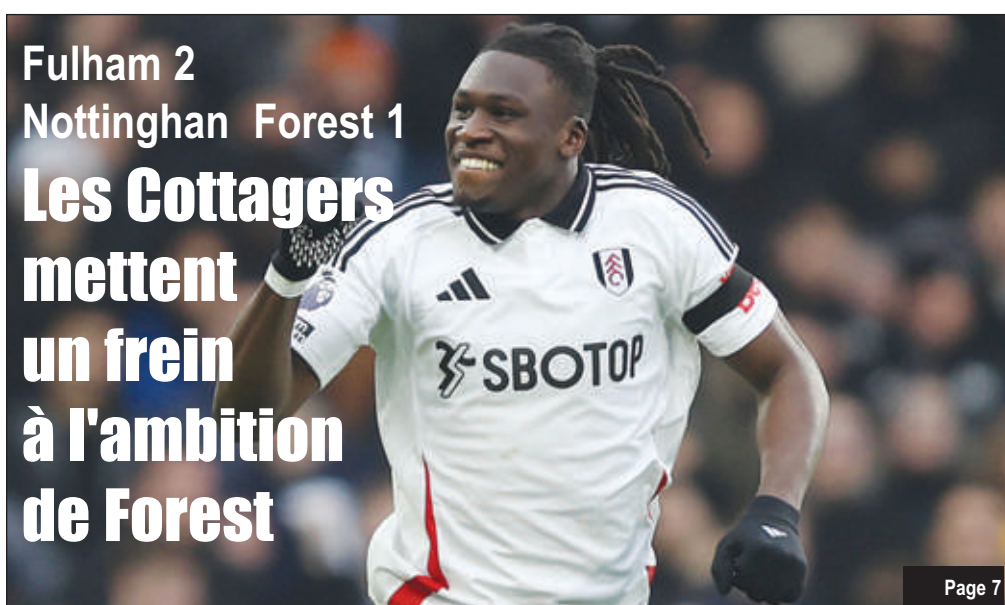 Fulham 2
Nottinghan Forest 1
Les Cottagers
mettent
un frein
à l'ambition
de Forest
SBOTOP
Page 7